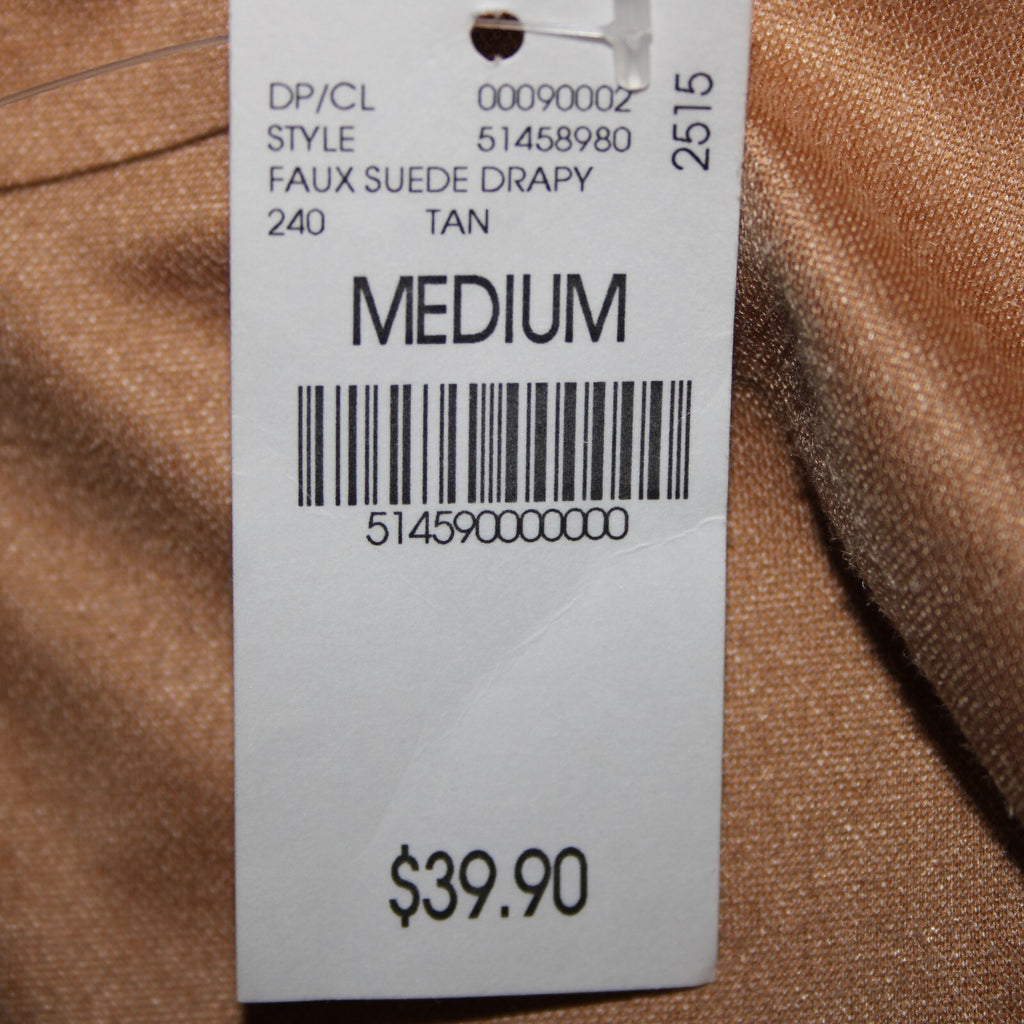 DP/CL 00090002
STYLE 51458980
FAUX SUEDE DRAPY
240 TAN
2515
MEDIUM
514590000000
$39.90